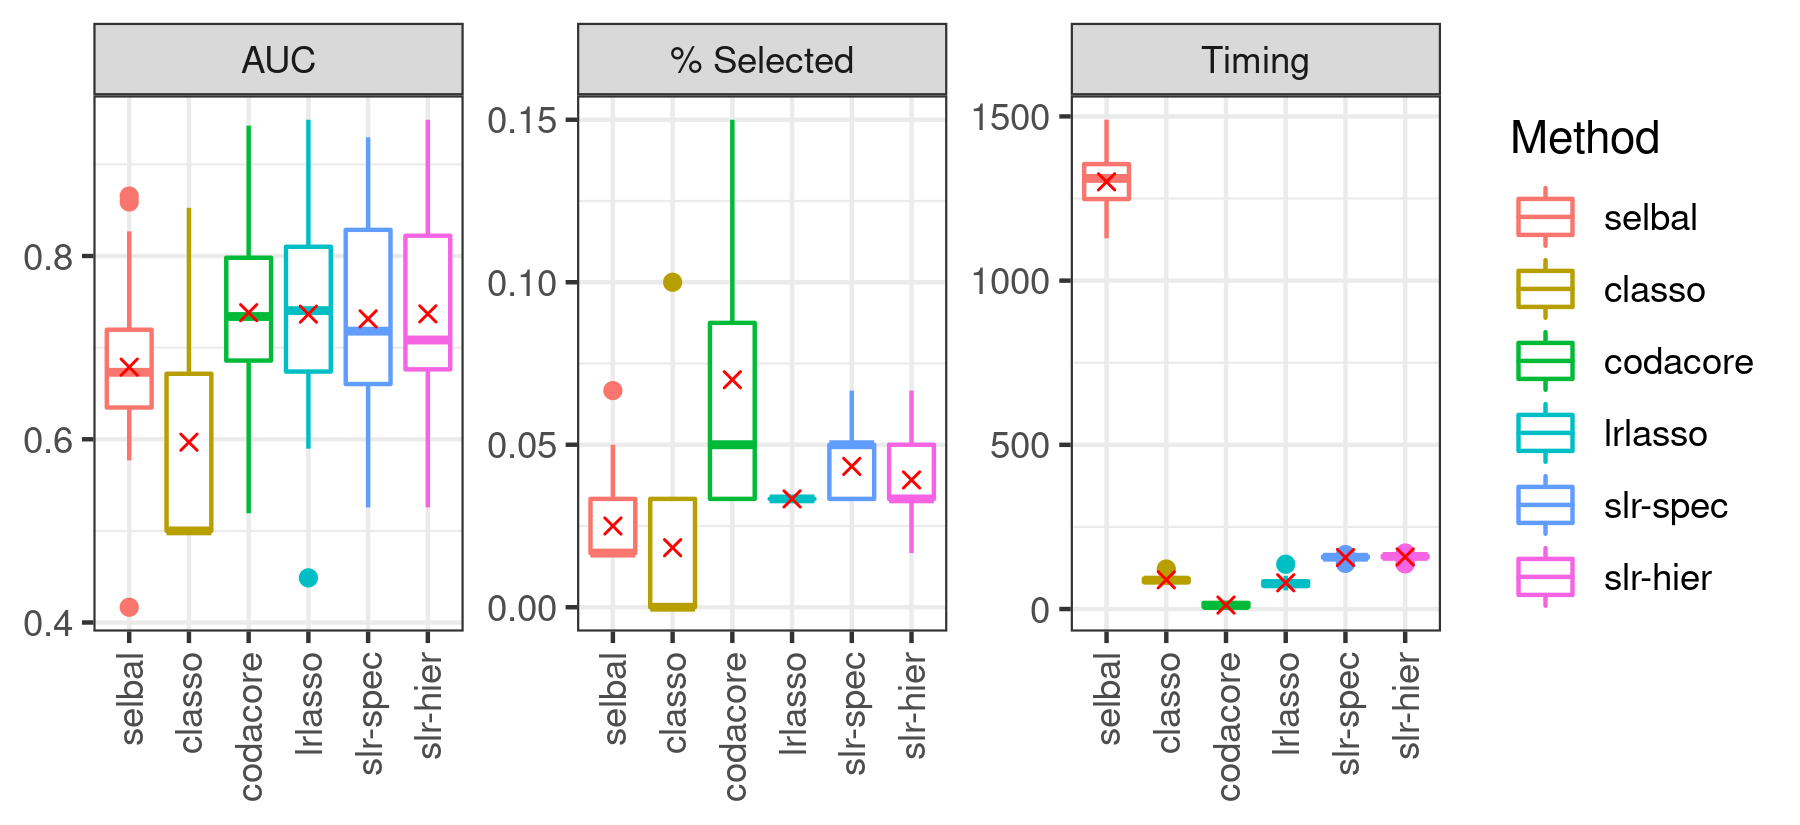 AUC
% Selected
Timing
0.8
0.6
0.4
0.15
0.10
0.05
0.00
1500
1000
500
0
selbal
classo
codacore
lrlasso
slr-spec
slr-hier
selbal
classo
codacore
lrlasso
slr-spec
slr-hier
selbal
classo
codacore
lrlasso
slr-spec
slr-hier
Method
selbal
classo
codacore
lrlasso
slr-spec
slr-hier